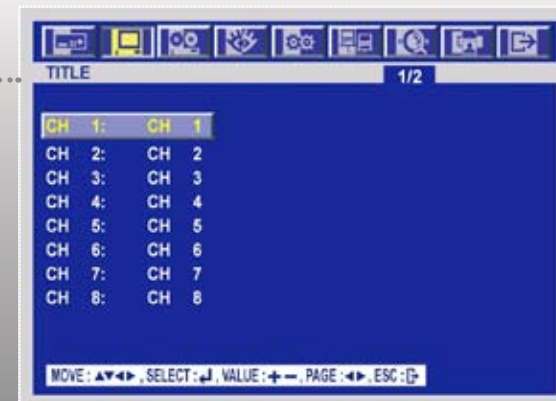 TITLE 1/2
CH 1: CH 1
CH 2: CH 2
CH 3: CH 3
CH 4: CH 4
CH 5: CH 5
CH 6: CH 6
CH 7: CH 7
CH 8: CH 8
MOVE:▲▼◀▶,SELECT:↵,VALUE:+−,PAGE:◀▶,ESC: